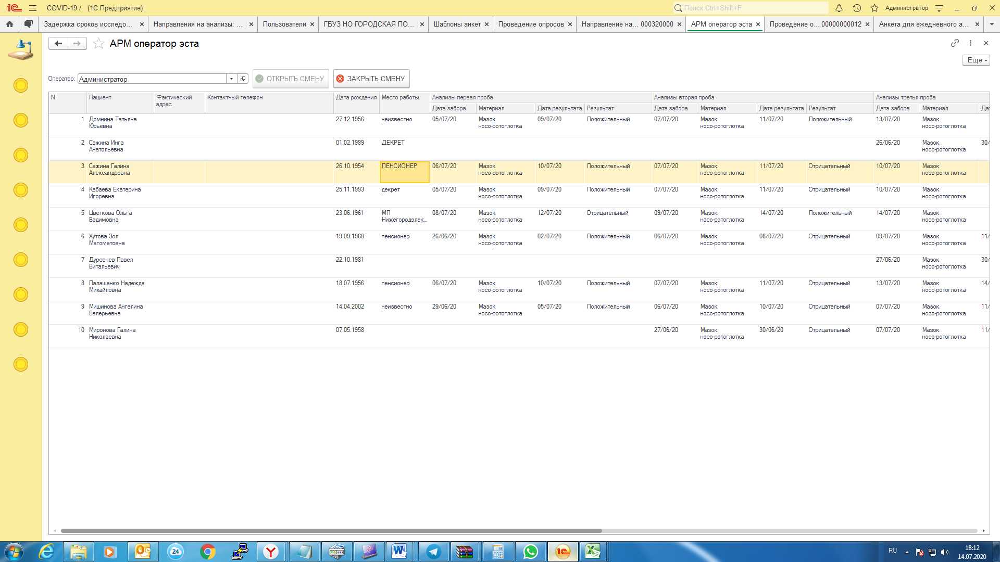 COVID-19 / (1С:Предприятие)
Поиск Ctrl+Shift+F
Администратор
Задержка сроков исследо...
Направления на анализы: ...
Пользователи
ГБУЗ НО ГОРОДСКАЯ ПО...
Шаблоны анкет
Проведение опросов
Направление на... 000320000
АРМ оператор эста
Проведение о... 00000000012
Анкета для ежедневного а...
АРМ оператор эста
Еще
Оператор: Администратор
ОТКРЫТЬ СМЕНУ
ЗАКРЫТЬ СМЕНУ
N Пациент Фактический адрес Контактный телефон Дата рождения Место работы Анализы первая проба Анализы вторая проба Анализы третья проба
Дата забора Материал Дата результата Результат Дата забора Материал Дата результата Результат Дата забора Материал Дат
1 Домнина Татьяна 27.12.1956 неизвестно 05/07/20 Мазок 09/07/20 Положительный 07/07/20 Мазок 11/07/20 Положительный 13/07/20 Мазок
Юрьевна носо-ротоглотка носо-ротоглотка носо-ротоглотка
2 Сажина Инга 01.02.1989 ДЕКРЕТ 26/06/20 Мазок 30/
Анатольевна носо-ротоглотка
3 Сажина Галина 26.10.1954 ПЕНСИОНЕР 06/07/20 Мазок 10/07/20 Положительный 07/07/20 Мазок 11/07/20 Отрицательный 10/07/20 Мазок
Александровна носо-ротоглотка носо-ротоглотка носо-ротоглотка
4 Кабаева Екатерина 25.11.1993 декрет 05/07/20 Мазок 09/07/20 Положительный 07/07/20 Мазок 11/07/20 Отрицательный 10/07/20 Мазок
Игоревна носо-ротоглотка носо-ротоглотка носо-ротоглотка
5 Цветкова Ольга 23.06.1961 МП 08/07/20 Мазок 12/07/20 Отрицательный 09/07/20 Мазок 14/07/20 Положительный 14/07/20 Мазок
Вадимовна Нижегородэлек... носо-ротоглотка носо-ротоглотка носо-ротоглотка
6 Хутова Зоя 19.09.1960 пенсионер 26/06/20 Мазок 02/07/20 Положительный 06/07/20 Мазок 08/07/20 Отрицательный 09/07/20 Мазок 11/
Магометовна носо-ротоглотка носо-ротоглотка носо-ротоглотка
7 Дурсенев Павел 22.10.1981 27/06/20 Мазок 30/
Витальевич носо-ротоглотка
8 Палашенко Надежда 18.07.1956 пенсионер 06/07/20 Мазок 10/07/20 Положительный 07/07/20 Мазок 11/07/20 Отрицательный 13/07/20 Мазок 14/
Михайловна носо-ротоглотка носо-ротоглотка носо-ротоглотка
9 Мишинова Ангелина 14.04.2002 неизвестно 29/06/20 Мазок 05/07/20 Положительный 06/07/20 Мазок 10/07/20 Отрицательный 07/07/20 Мазок 11/
Валерьевна носо-ротоглотка носо-ротоглотка носо-ротоглотка
10 Миронова Галина 07.05.1958 27/06/20 Мазок 30/06/20 Отрицательный 07/07/20 Мазок 11/
Николаевна носо-ротоглотка носо-ротоглотка
24
RU
18:12
14.07.2020